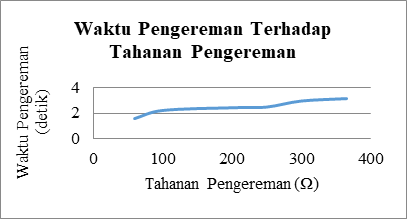 Waktu Pengereman Terhadap
Tahanan Pengereman
Waktu Pengereman
(detik)
4
2
0
0 100 200 300 400
Tahanan Pengereman (Ω)